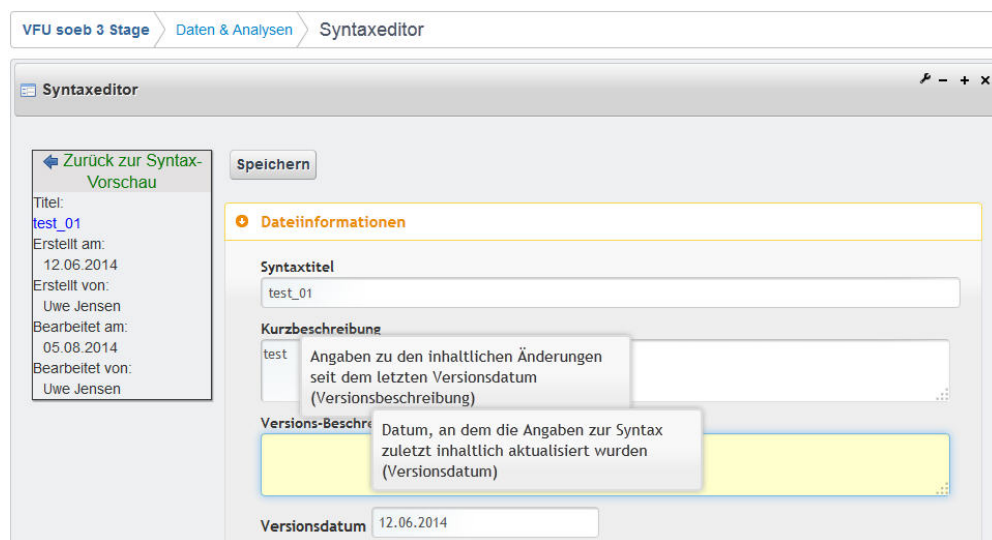 VFU soeb 3 Stage Daten & Analysen Syntaxeditor
Syntaxeditor
Zurück zur Syntax-
Vorschau
Titel:
test_01
Erstellt am:
12.06.2014
Erstellt von:
Uwe Jensen
Bearbeitet am:
05.08.2014
Bearbeitet von:
Uwe Jensen
Speichern
Dateiinformationen
Syntaxtitel
test_01
Kurzbeschreibung
test
Angaben zu den inhaltlichen Änderungen
seit dem letzten Versionsdatum
(Versionsbeschreibung)
Versions-Beschre
Datum, an dem die Angaben zur Syntax
zuletzt inhaltlich aktualisiert wurden
(Versionsdatum)
Versionsdatum 12.06.2014